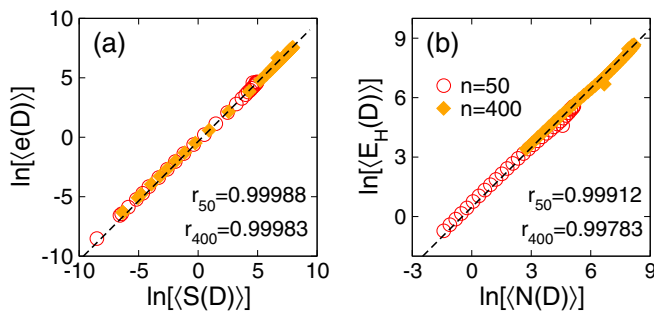 (a)
ln[⟨e(D)⟩]
10
5
0
-5
-10
r₅₀=0.99988
r₄₀₀=0.99983
-10 -5 0 5 10
ln[⟨S(D)⟩]
(b)
ln[⟨E_H(D)⟩]
9
6
3
0
n=50
n=400
r₅₀=0.99912
r₄₀₀=0.99783
-3 0 3 6 9
ln[⟨N(D)⟩]